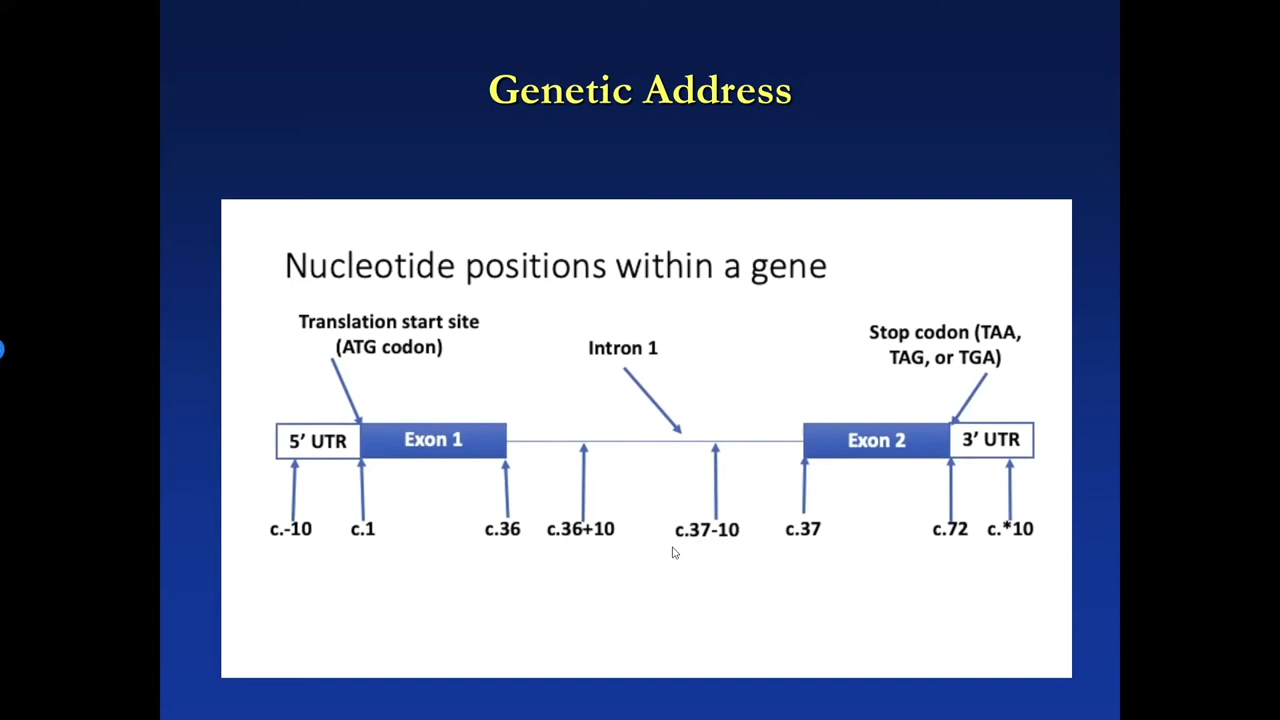 Genetic Address
Nucleotide positions within a gene
Translation start site
(ATG codon)
Intron 1
Stop codon (TAA,
TAG, or TGA)
5’ UTR
Exon 1
Exon 2
3’ UTR
c.-10
c.1
c.36
c.36+10
c.37-10
c.37
c.72
c.*10